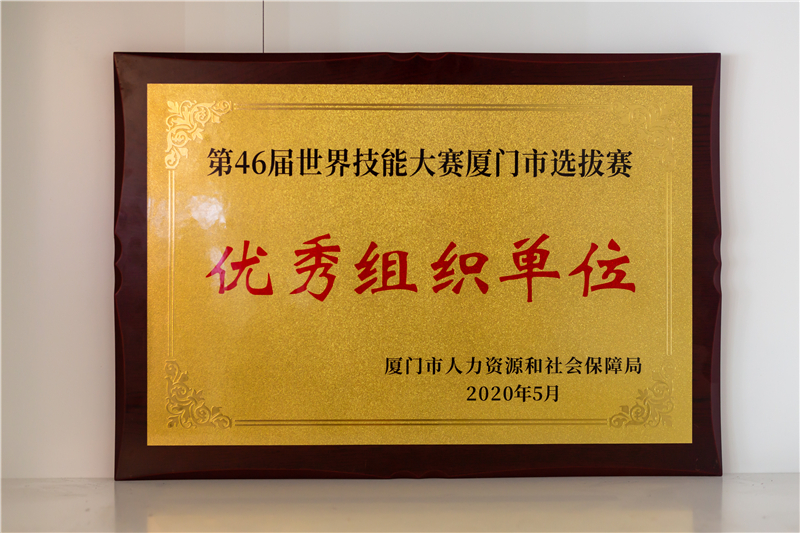 第46届世界技能大赛厦门市选拔赛
优秀组织单位
厦门市人力资源和社会保障局
2020年5月